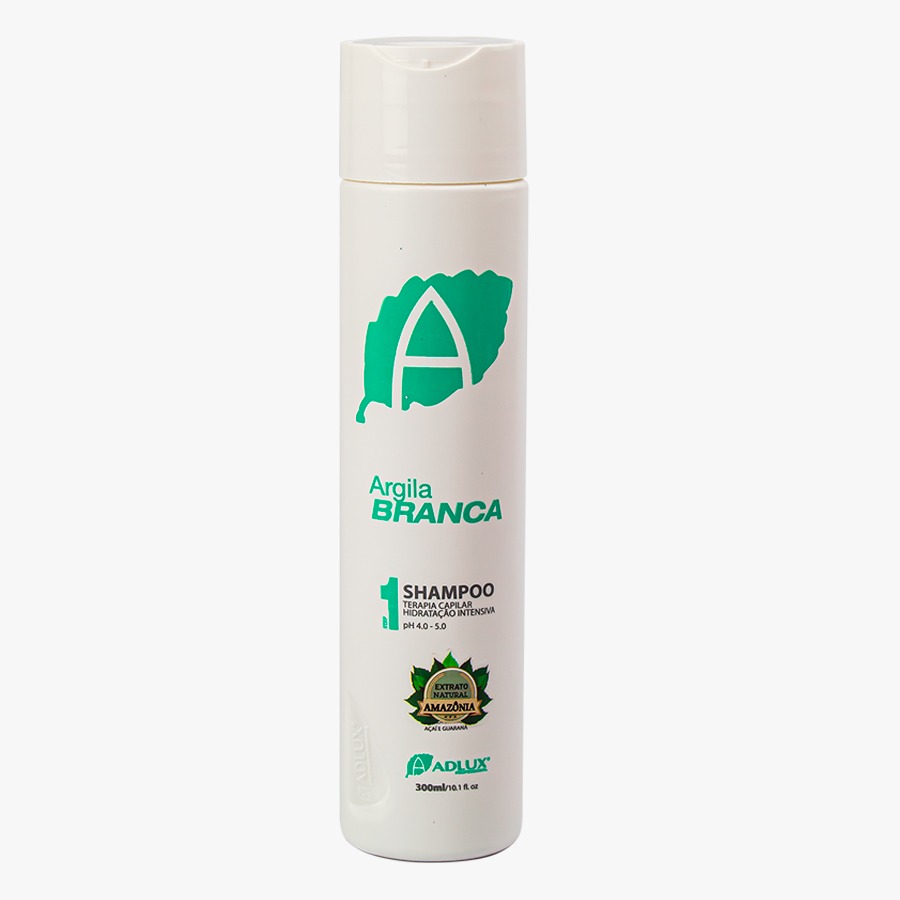 A
Argila
BRANCA
1 SHAMPOO
TERAPIA CAPILAR
HIDRATAÇÃO INTENSIVA
pH 4.0 - 5.0
EXTRATO
NATURAL
AMAZÔNIA
AÇAÍ E GUARANÁ
ADLUX®
300ml/10.1 fl. oz
ADLUX